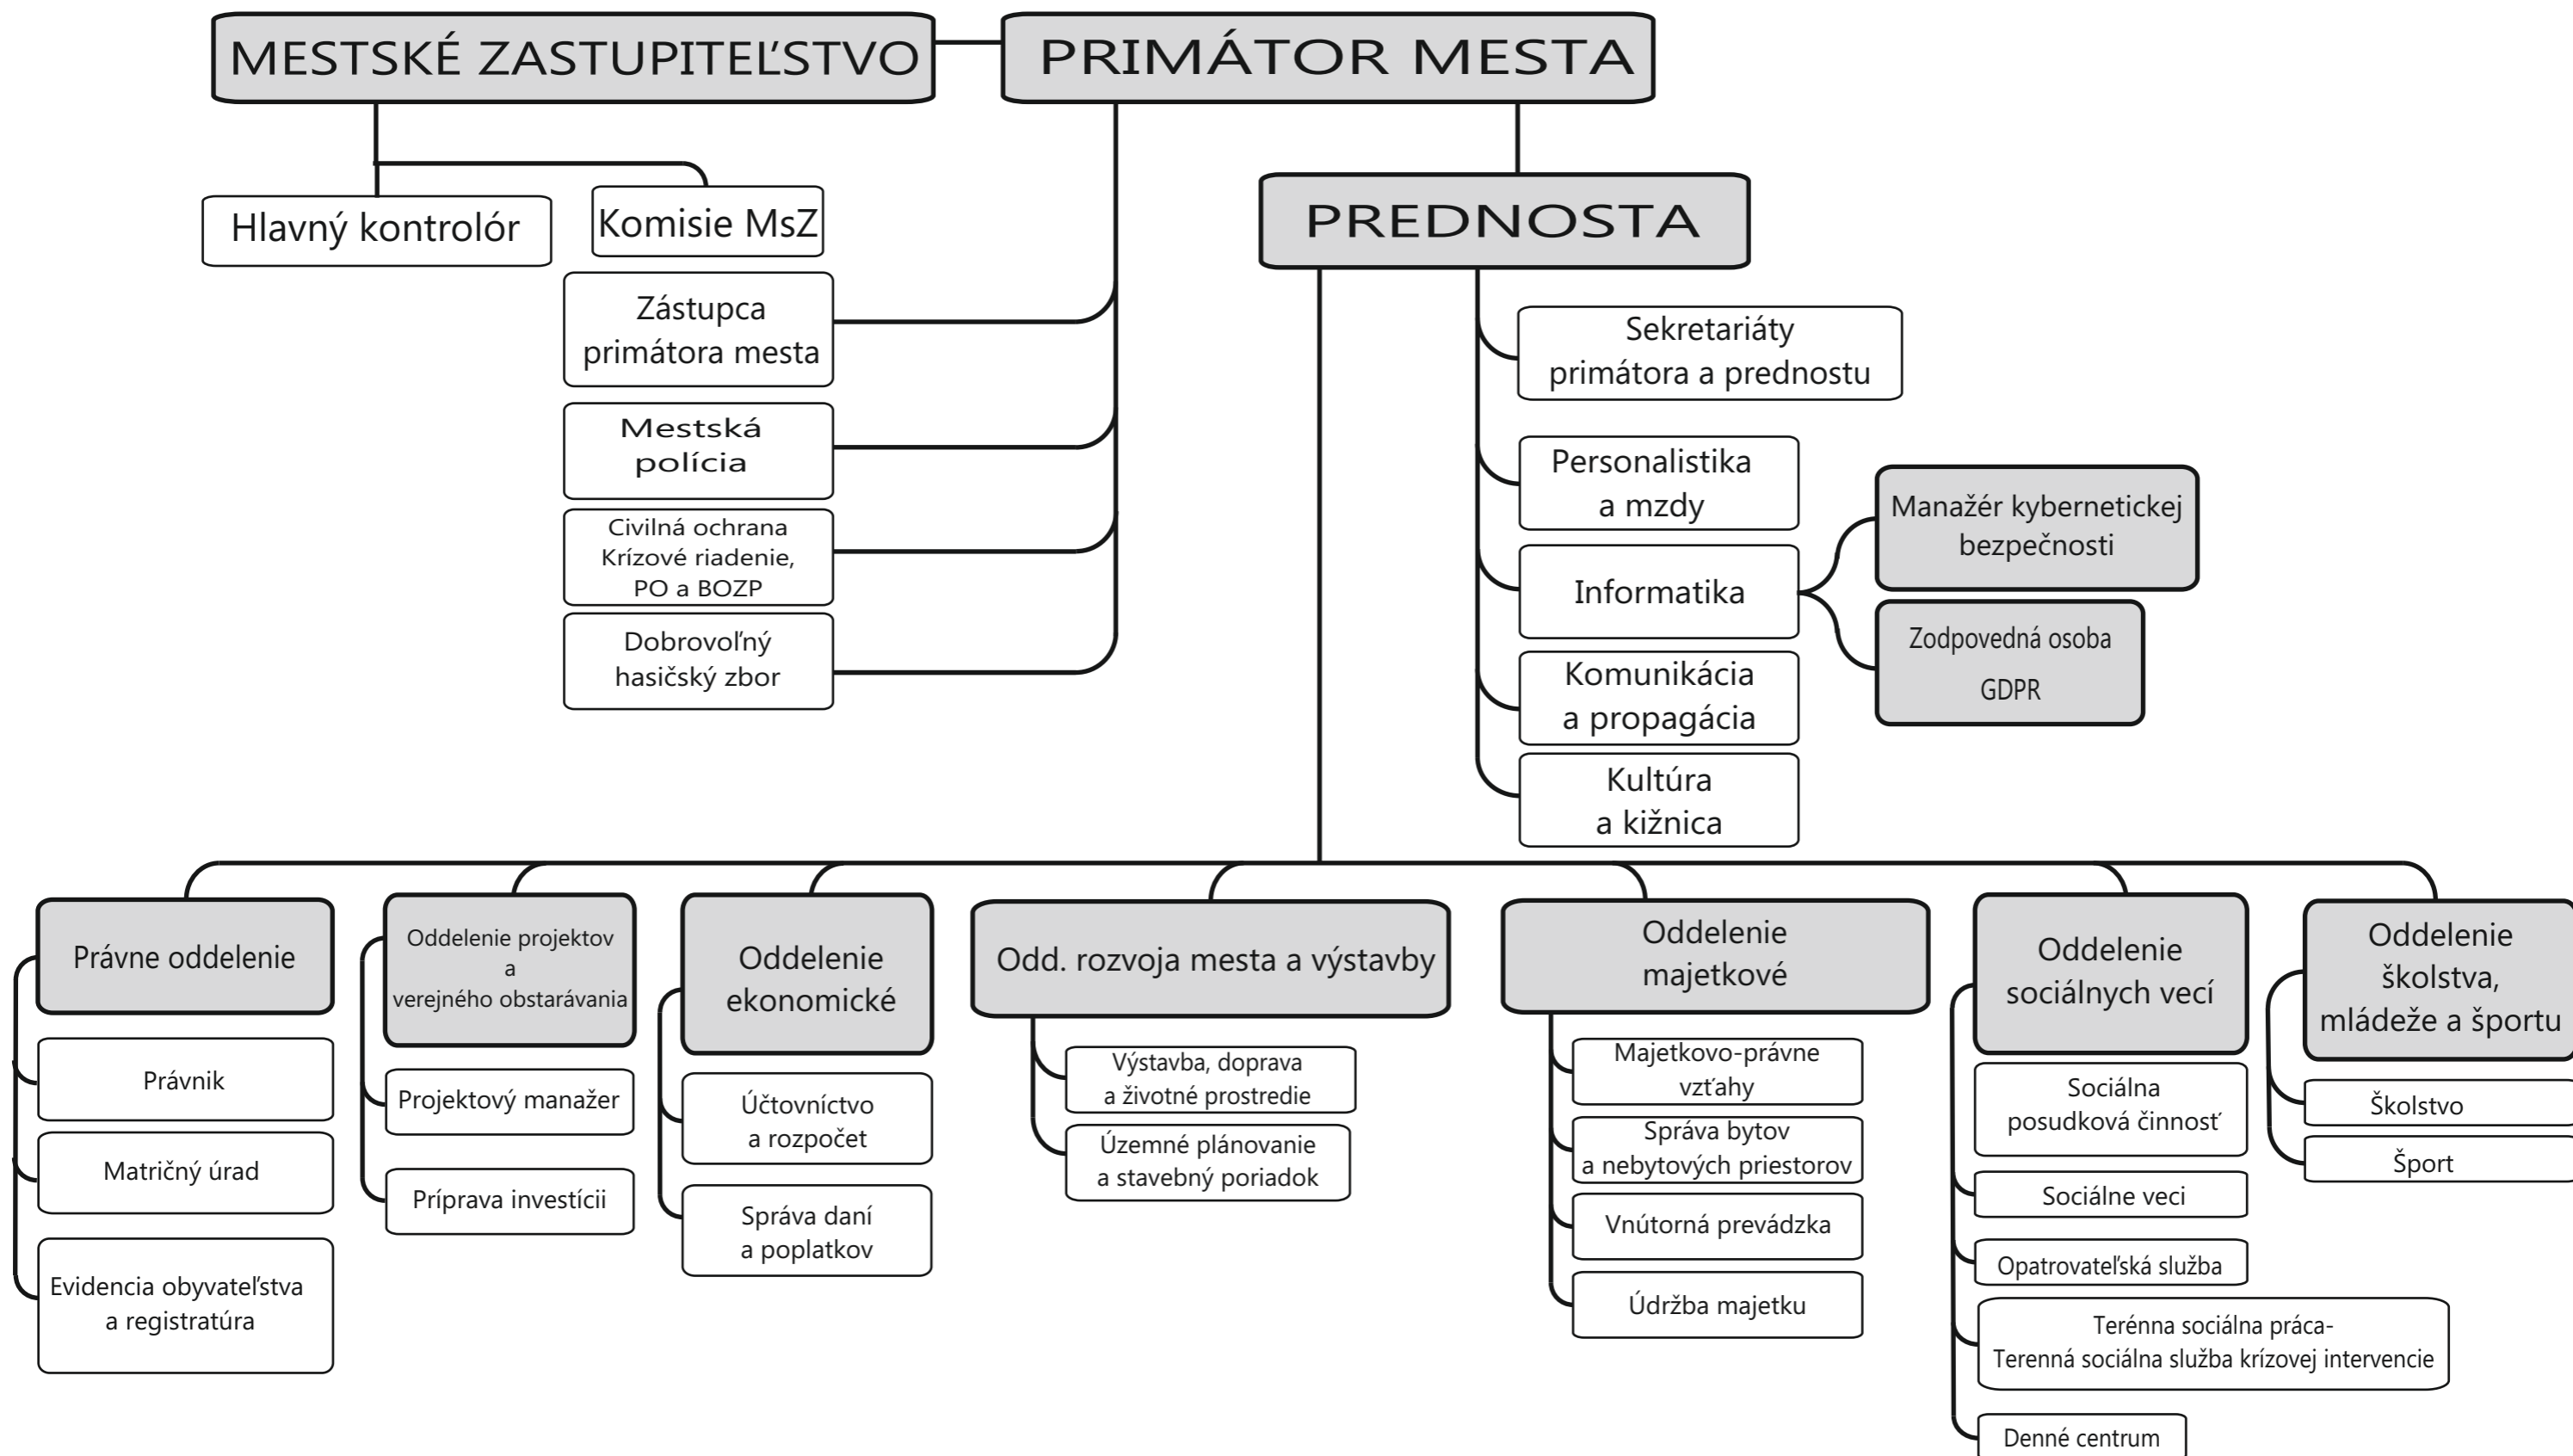 MESTSKÉ ZASTUPITEĽSTVO
PRIMÁTOR MESTA
Hlavný kontrolór
Komisie MsZ
PREDNOSTA
Zástupca
primátora mesta
Mestská
polícia
Civilná ochrana
Krízové riadenie,
PO a BOZP
Dobrovoľný
hasičský zbor
Sekretariáty
primátora a prednostu
Personalistika
a mzdy
Informatika
Manažér kybernetickej
bezpečnosti
Zodpovedná osoba
GDPR
Komunikácia
a propagácia
Kultúra
a kižnica
Právne oddelenie
Právnik
Matričný úrad
Evidencia obyvateľstva
a registratúra
Oddelenie projektov
a
verejného obstarávania
Projektový manažer
Príprava investícii
Oddelenie
ekonomické
Účtovníctvo
a rozpočet
Správa daní
a poplatkov
Odd. rozvoja mesta a výstavby
Výstavba, doprava
a životné prostredie
Územné plánovanie
a stavebný poriadok
Oddelenie
majetkové
Majetkovo-právne
vzťahy
Správa bytov
a nebytových priestorov
Vnútorná prevádzka
Údržba majetku
Oddelenie
sociálnych vecí
Sociálna
posudková činnosť
Sociálne veci
Opatrovateľská služba
Terénna sociálna práca-
Terenná sociálna služba krízovej intervencie
Denné centrum
Oddelenie
školstva,
mládeže a športu
Školstvo
Šport